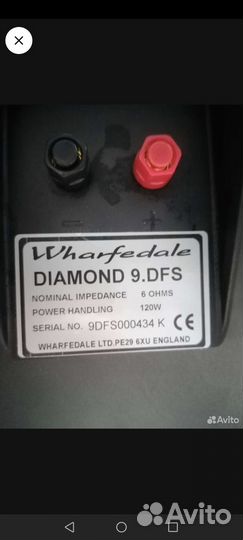 Wharfedale
DIAMOND 9.DFS
NOMINAL IMPEDANCE 6 OHMS
POWER HANDLING 120W
SERIAL NO. 9DFS000434 K CE
WHARFEDALE LTD.PE29 6XU ENGLAND
Avito
Avito